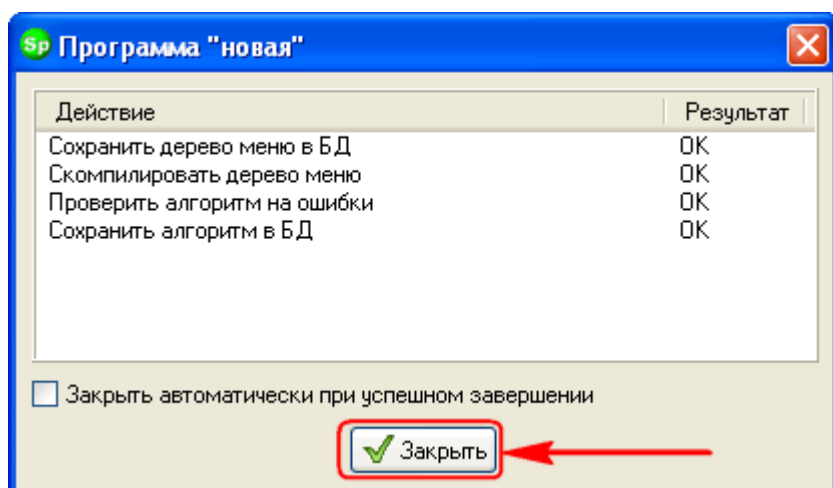 Sp Программа "новая"
Действие Результат
Сохранить дерево меню в БД OK
Скомпилировать дерево меню OK
Проверить алгоритм на ошибки OK
Сохранить алгоритм в БД OK
Закрыть автоматически при успешном завершении
Закрыть